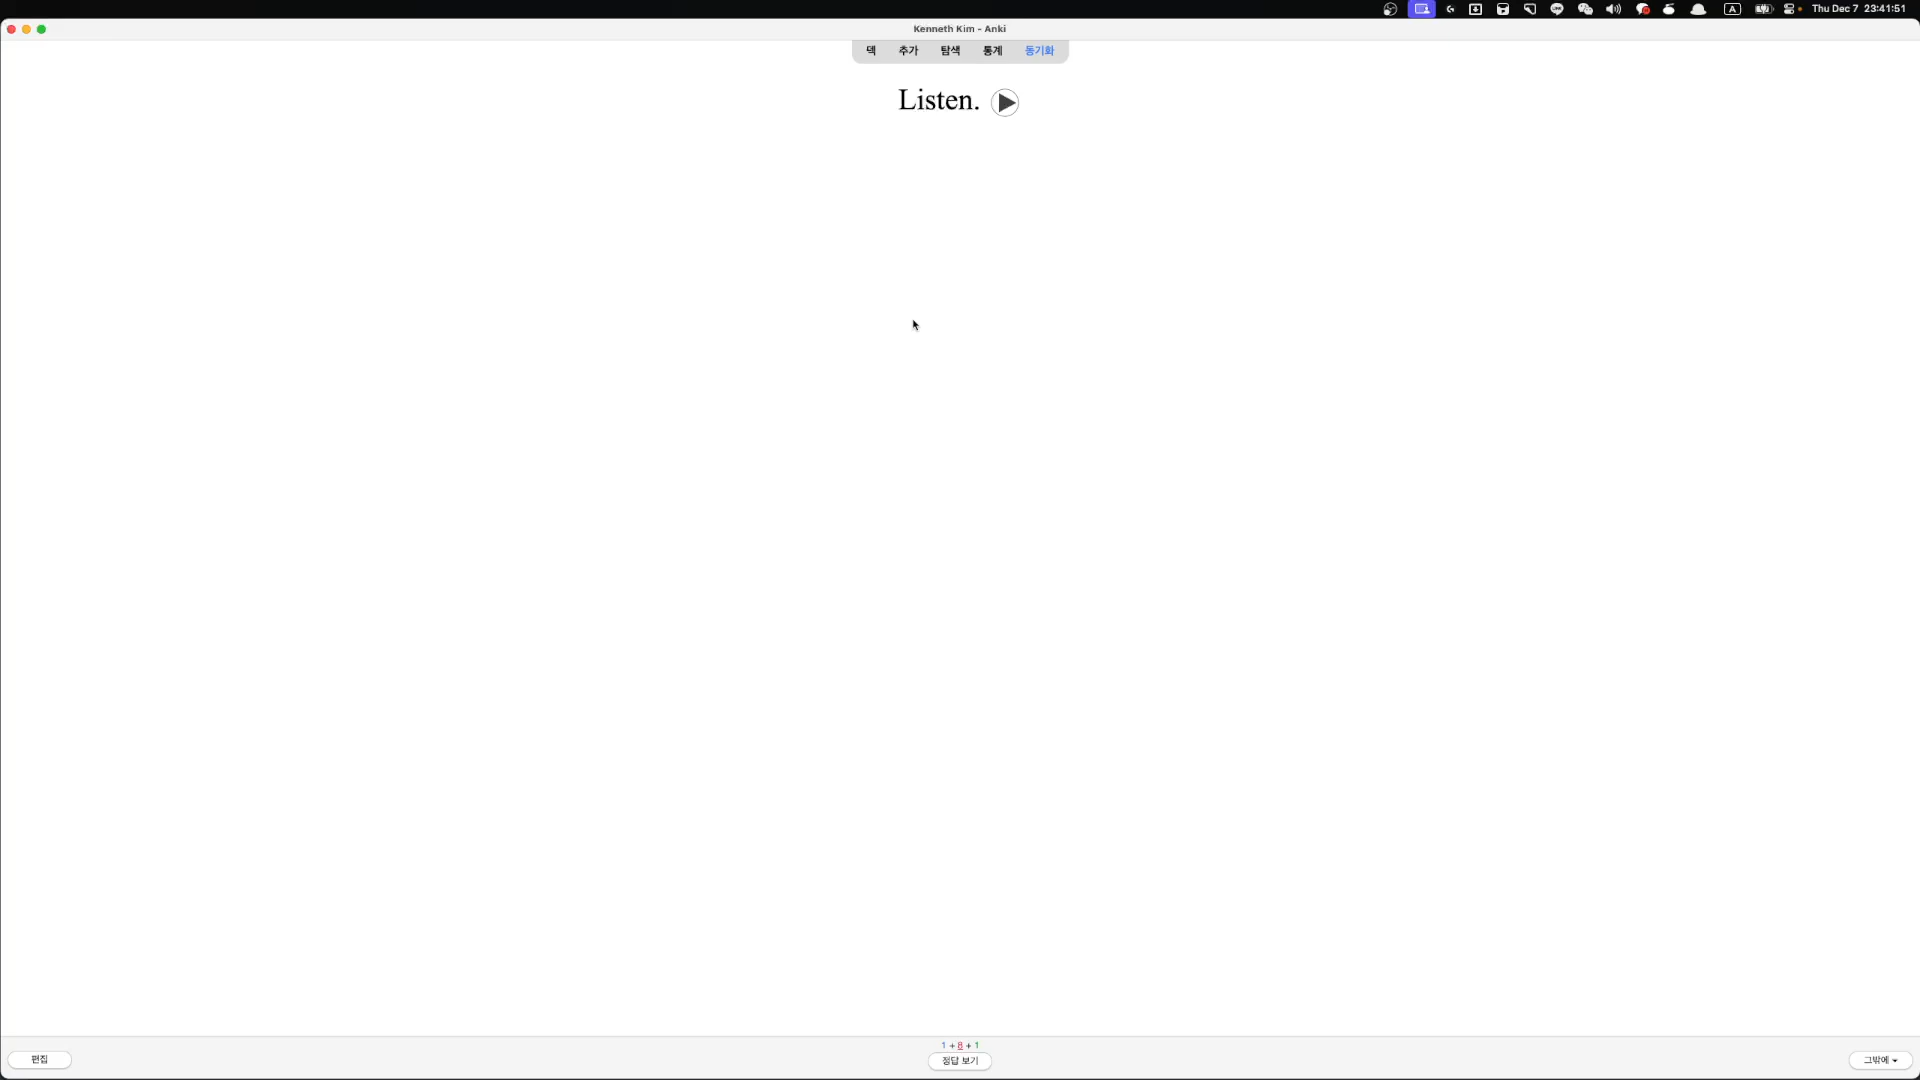 Thu Dec 7 23:41:51
Kenneth Kim - Anki
덱 추가 탐색 통계 동기화
Listen.
1 + 8 + 1
편집
정답 보기
그밖에